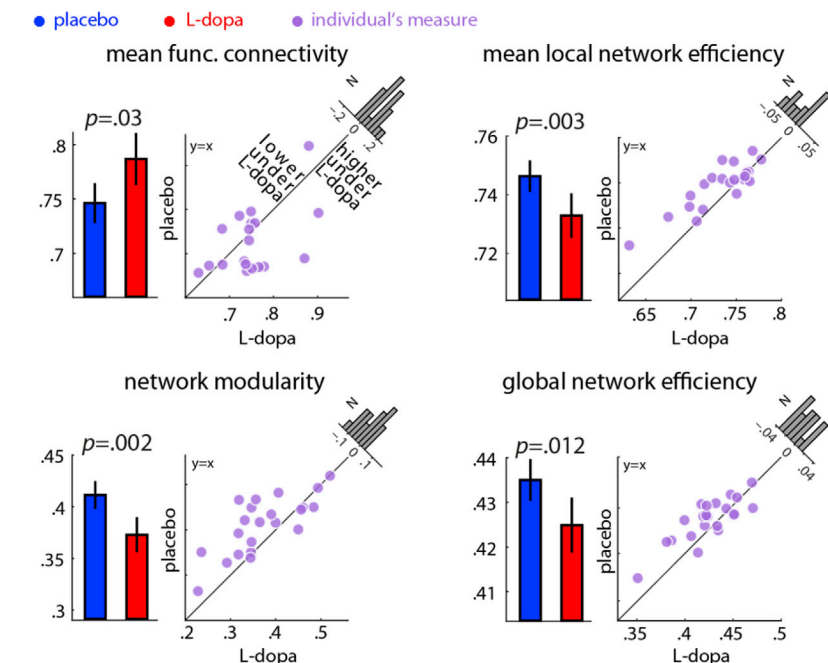 placebo L-dopa individual's measure
mean func. connectivity
p=.03
.8
.75
.7
placebo
y=x
lower
under
L-dopa
higher
under
L-dopa
N
-.2 0 .2
.7 .8 .9
L-dopa
mean local network efficiency
p=.003
.76
.74
.72
placebo
y=x
N
-.05 0 .05
.65 .7 .75 .8
L-dopa
network modularity
p=.002
.45
.4
.35
.3
placebo
y=x
N
-.1 0 .1
.2 .3 .4 .5
L-dopa
global network efficiency
p=.012
.44
.43
.42
.41
placebo
y=x
N
-.04 0 .04
.35 .4 .45 .5
L-dopa